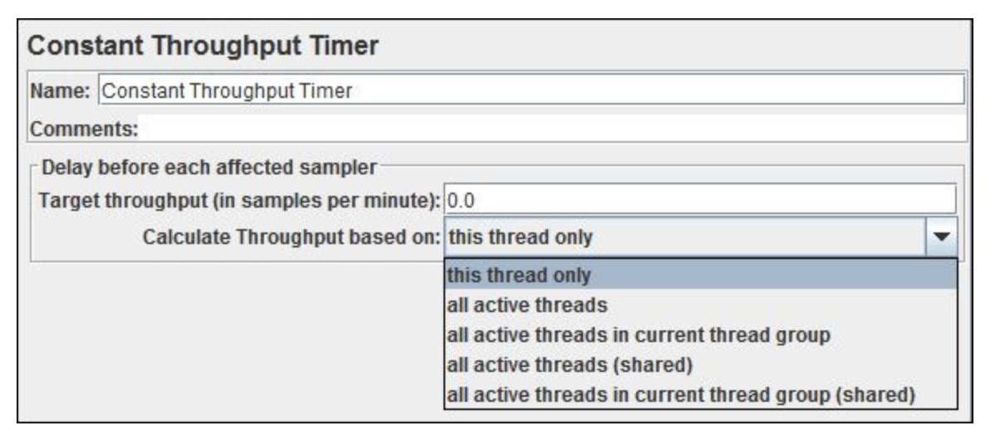 Constant Throughput Timer
Name: Constant Throughput Timer
Comments:
Delay before each affected sampler
Target throughput (in samples per minute): 0.0
Calculate Throughput based on: this thread only
this thread only
all active threads
all active threads in current thread group
all active threads (shared)
all active threads in current thread group (shared)